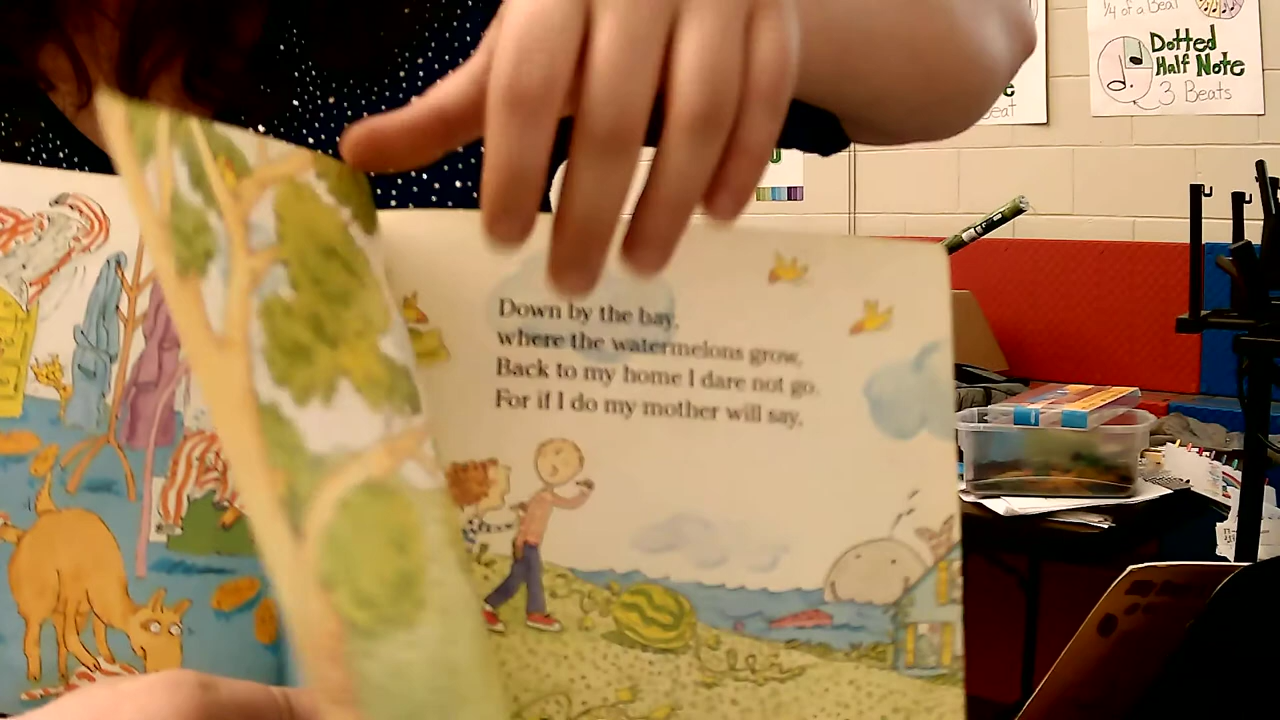 Down by the bay,
where the watermelons grow,
Back to my home I dare not go.
For if I do my mother will say,
1/4 of a Beat
Dotted
Half Note
3 Beats